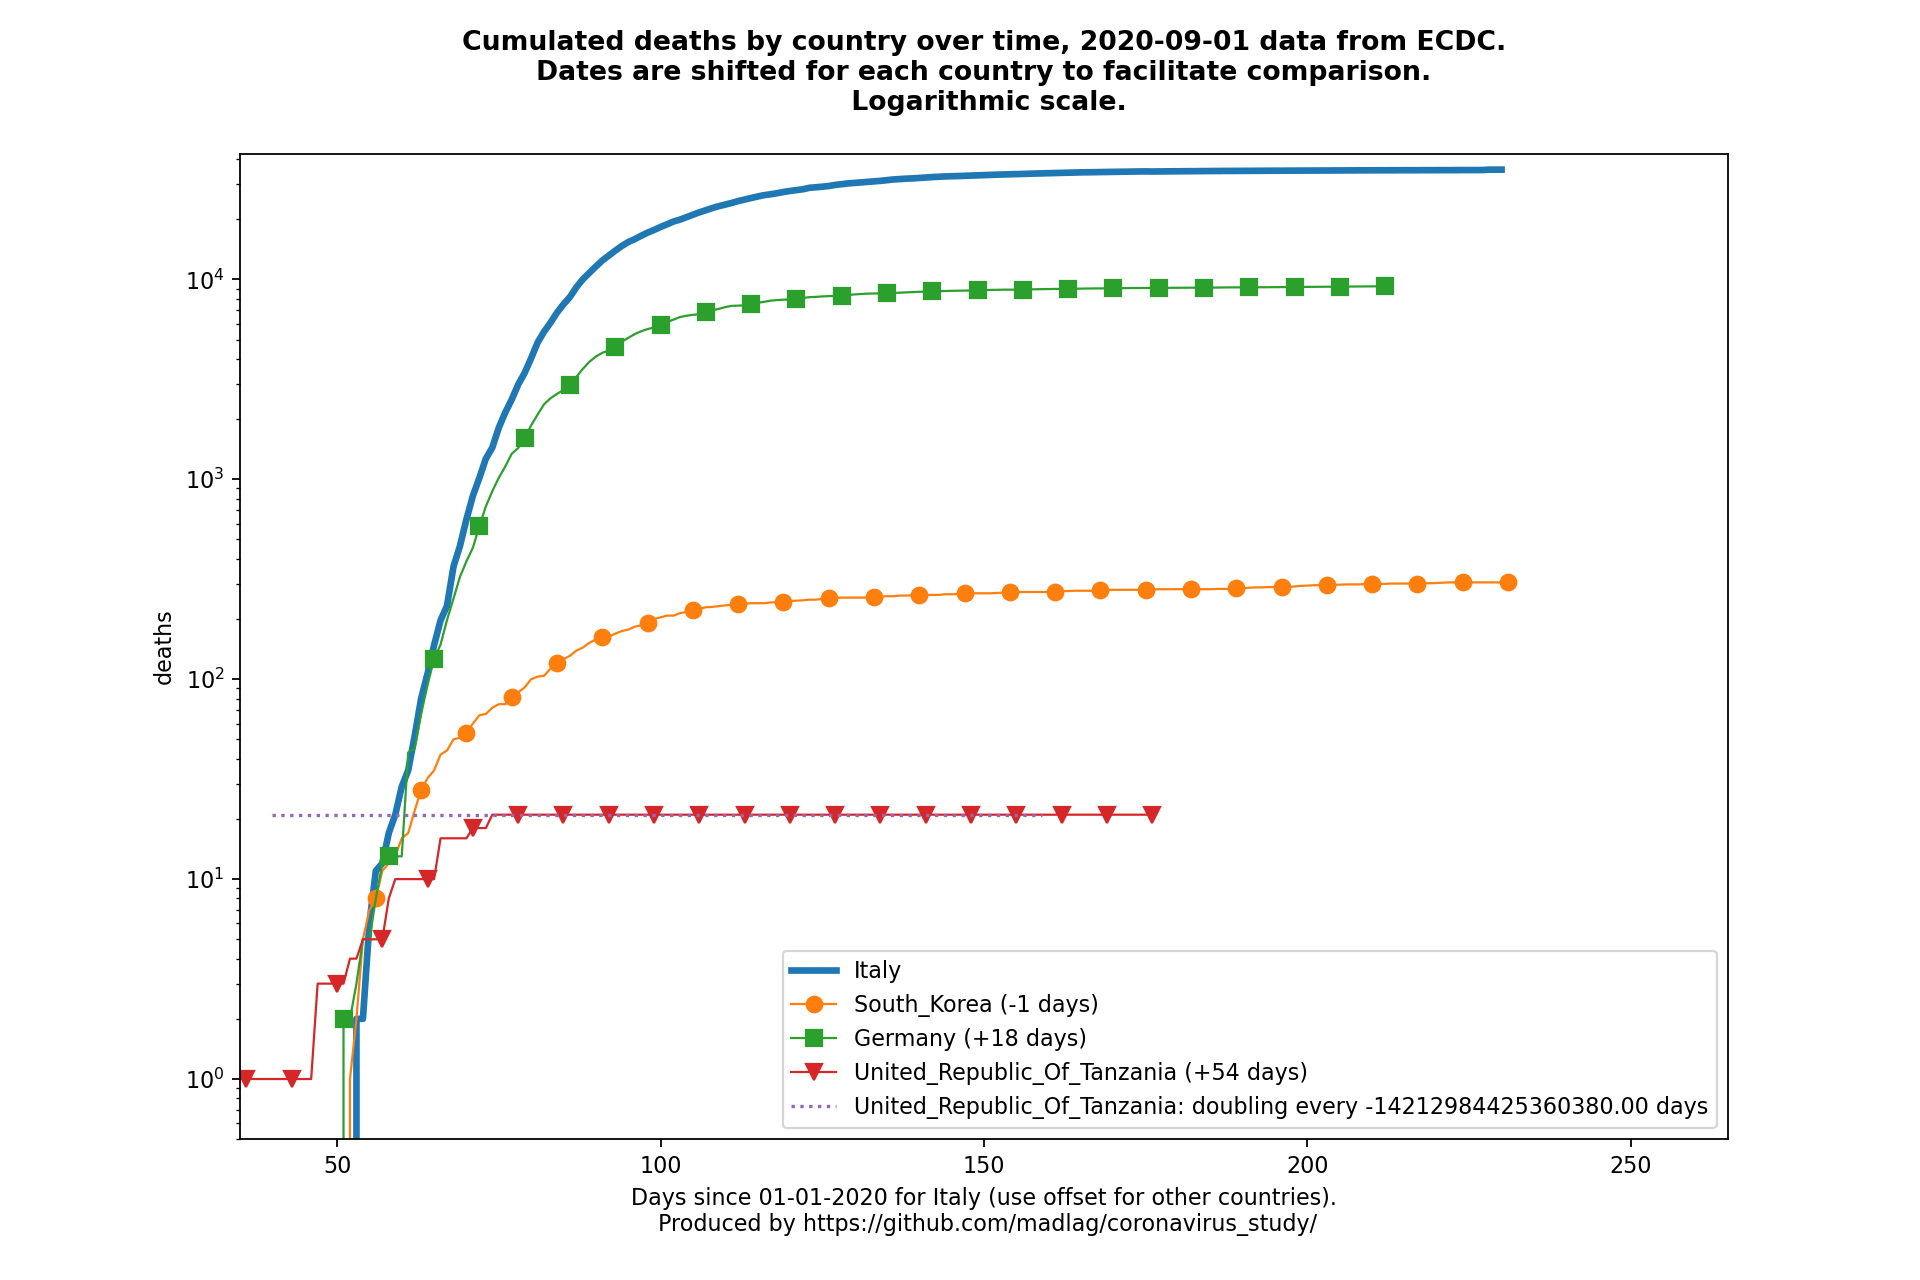 Cumulated deaths by country over time, 2020-09-01 data from ECDC.
Dates are shifted for each country to facilitate comparison.
Logarithmic scale.
10^4
10^3
10^2
10^1
10^0
deaths
Italy
South_Korea (-1 days)
Germany (+18 days)
United_Republic_Of_Tanzania (+54 days)
United_Republic_Of_Tanzania: doubling every -14212984425360380.00 days
50 100 150 200 250
Days since 01-01-2020 for Italy (use offset for other countries).
Produced by https://github.com/madlag/coronavirus_study/